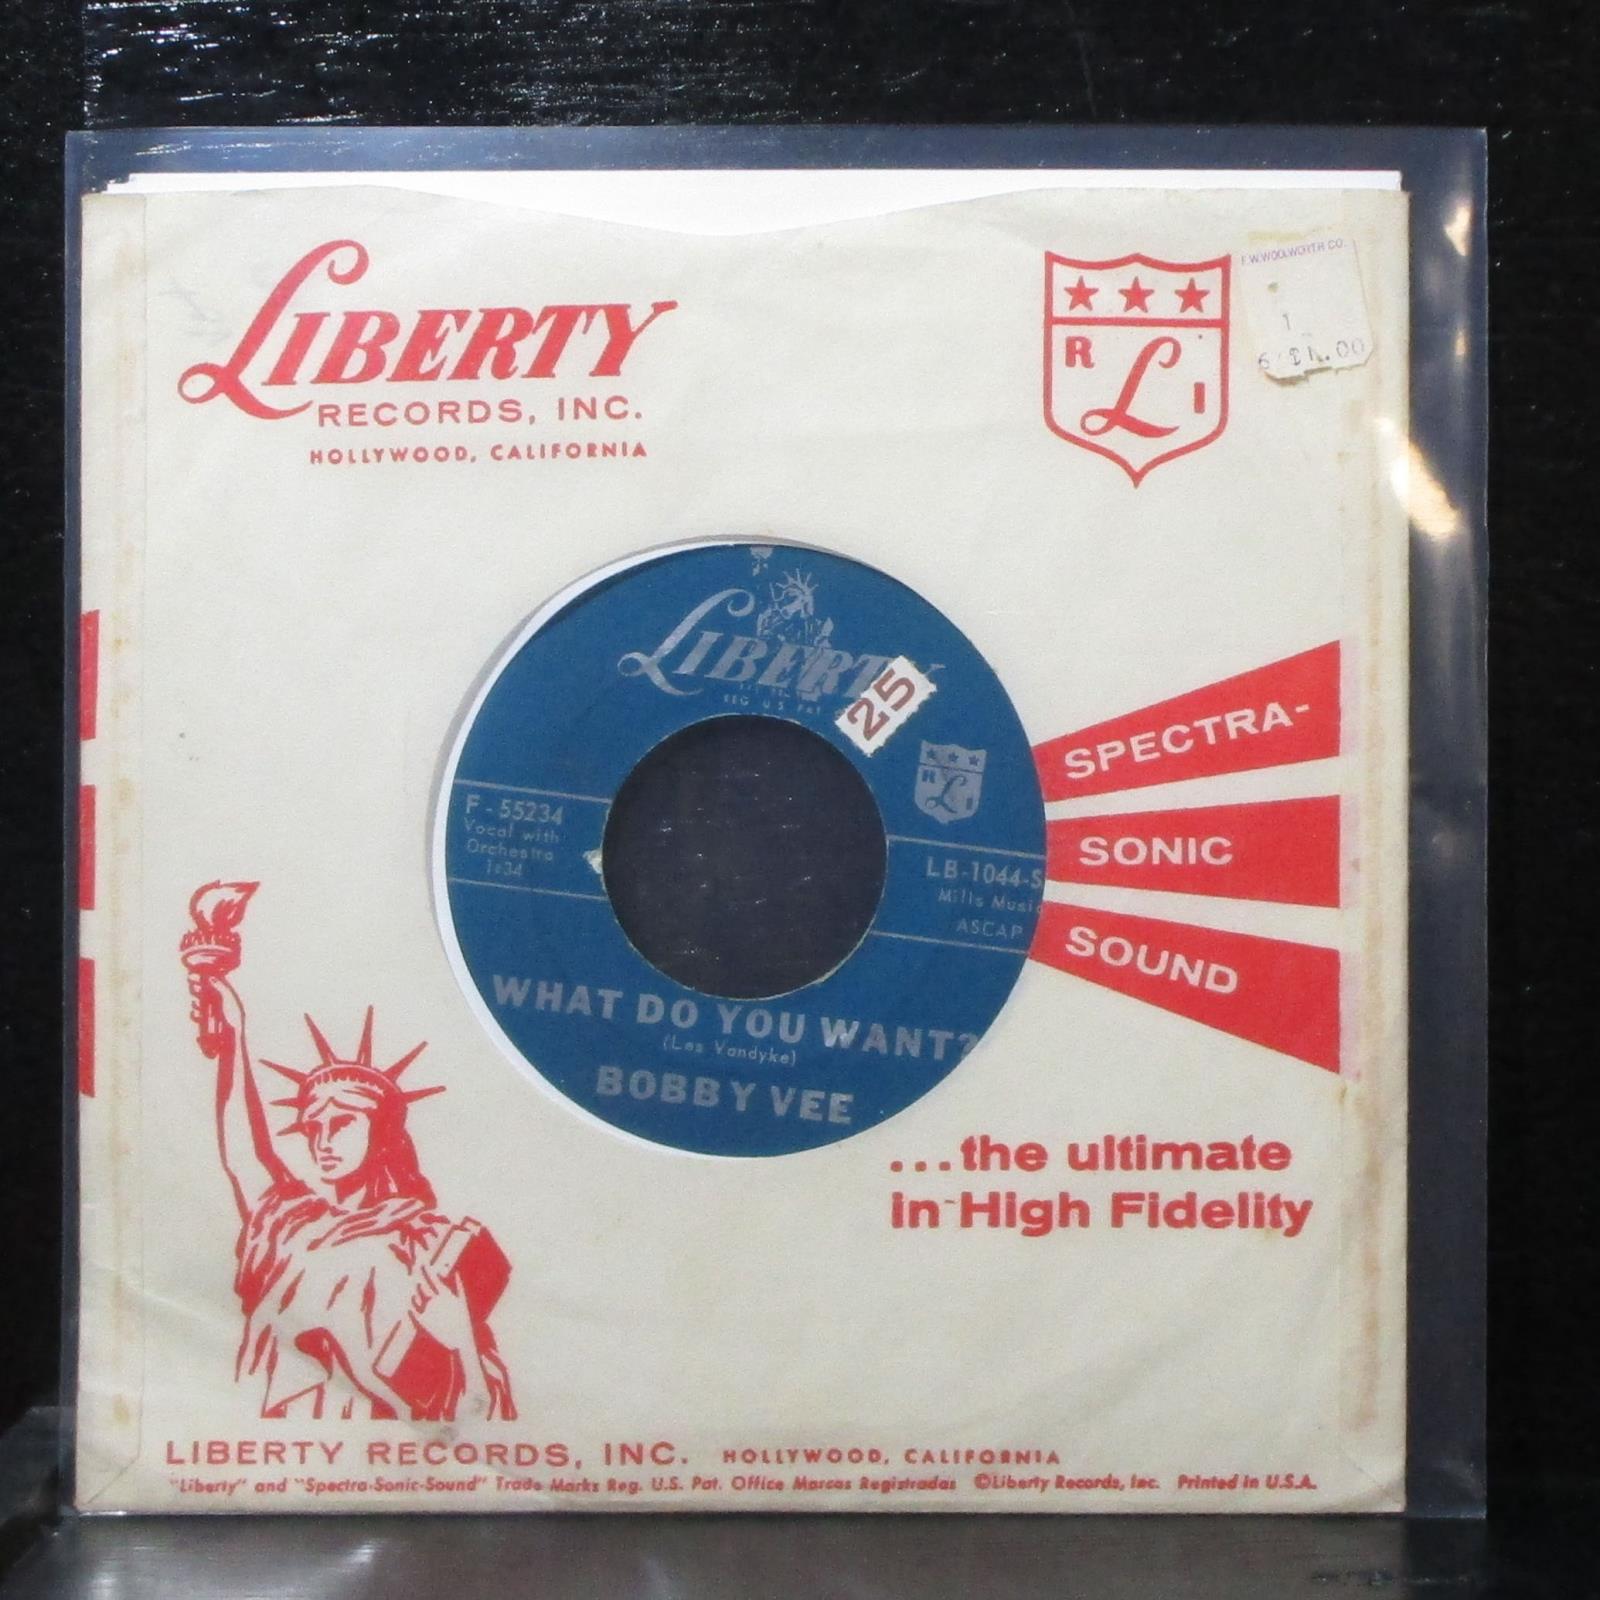 LIBERTY
RECORDS, INC.
HOLLYWOOD, CALIFORNIA
R L I
F.W.WOOLWORTH CO.
1
LIBERTY
REG U.S. PAT
25
R L I
F-55234
Vocal with
Orchestra
1:34
LB-1044-S
Mills Music
ASCAP
WHAT DO YOU WANT?
(Les Vandyke)
BOBBY VEE
SPECTRA-
SONIC
SOUND
...the ultimate
in High Fidelity
LIBERTY RECORDS, INC. HOLLYWOOD, CALIFORNIA
"Liberty" and "Spectra-Sonic-Sound" Trade Marks Reg. U.S. Pat. Office Marcas Registradas ©Liberty Records, Inc. Printed in U.S.A.